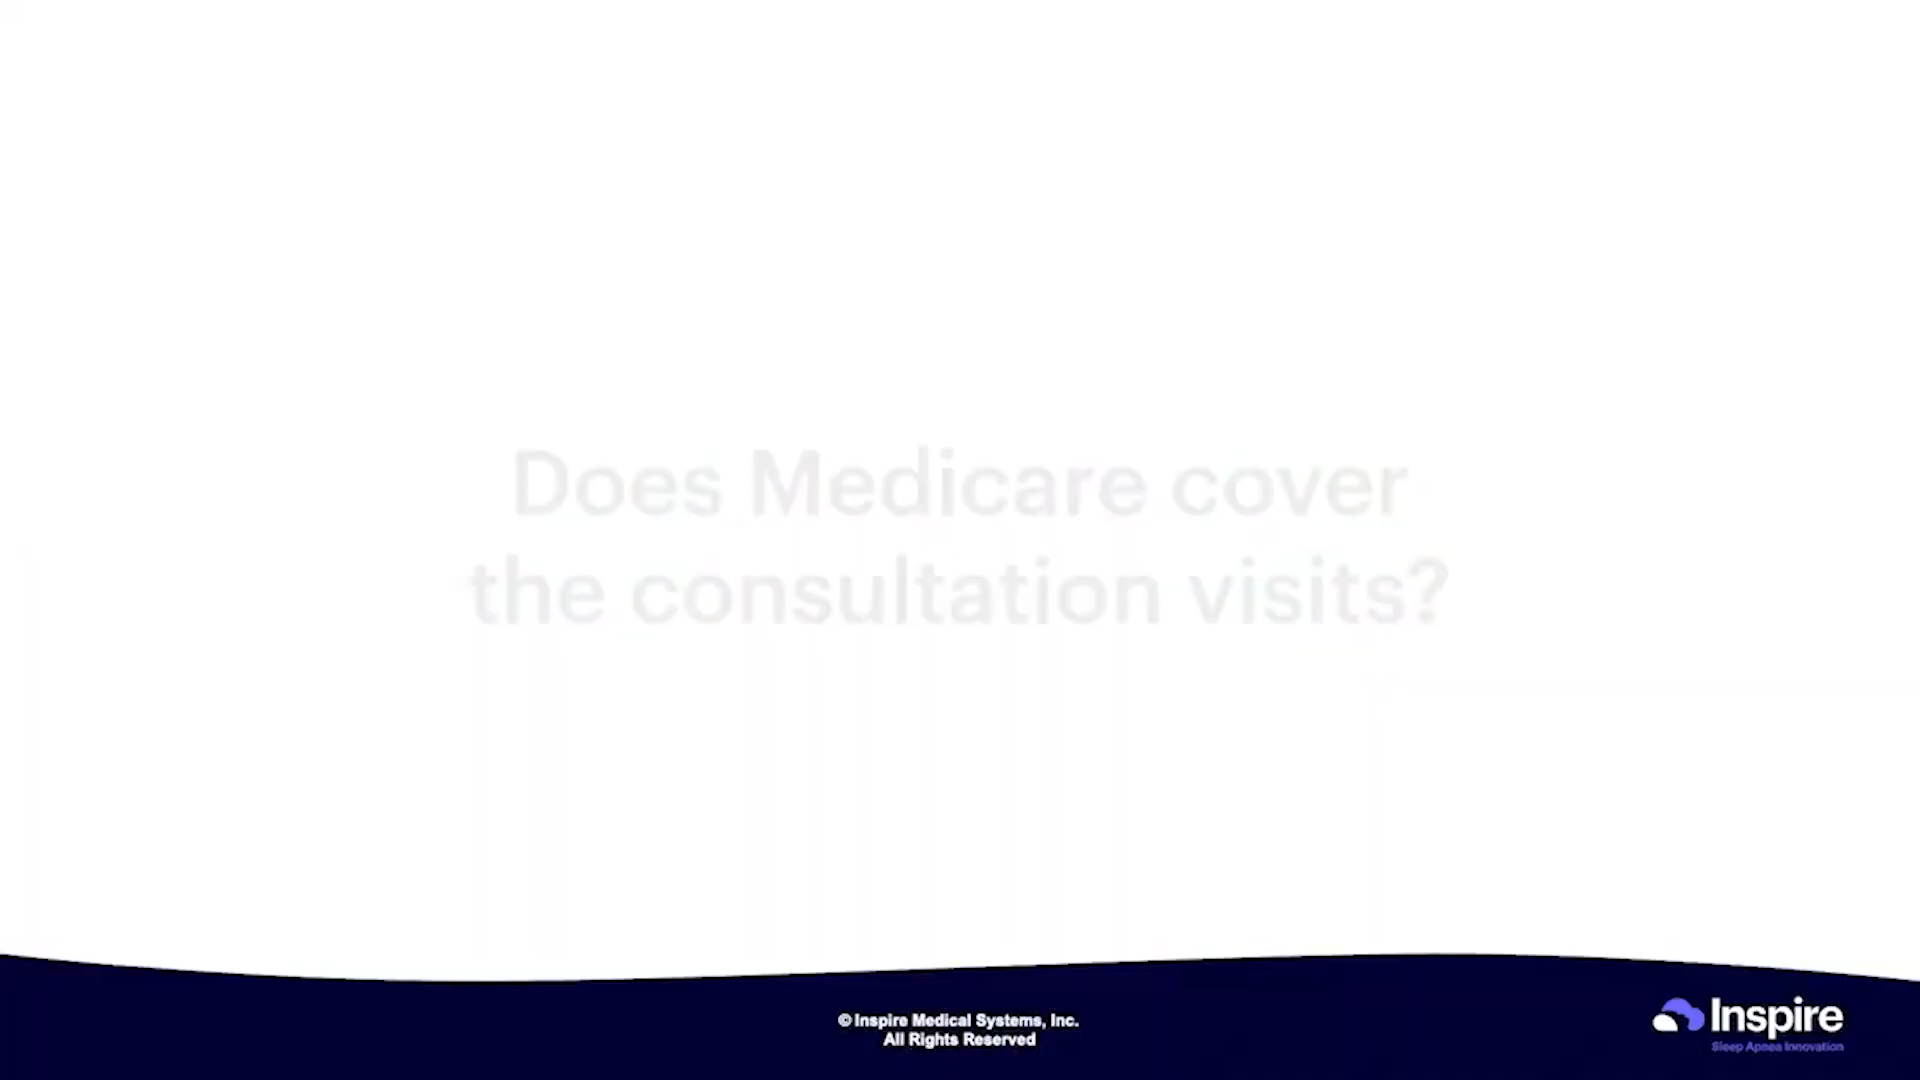 Does Medicare cover
the consultation visits?
© Inspire Medical Systems, Inc.
All Rights Reserved
Inspire
Sleep Apnea Innovation